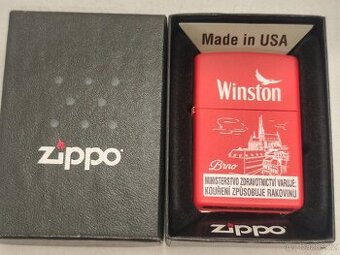 zippo
MADE IN USA
Winston
Brno
MINISTERSTVO ZDRAVOTNICTVÍ VARUJE:
KOUŘENÍ ZPŮSOBUJE RAKOVINU
zippo